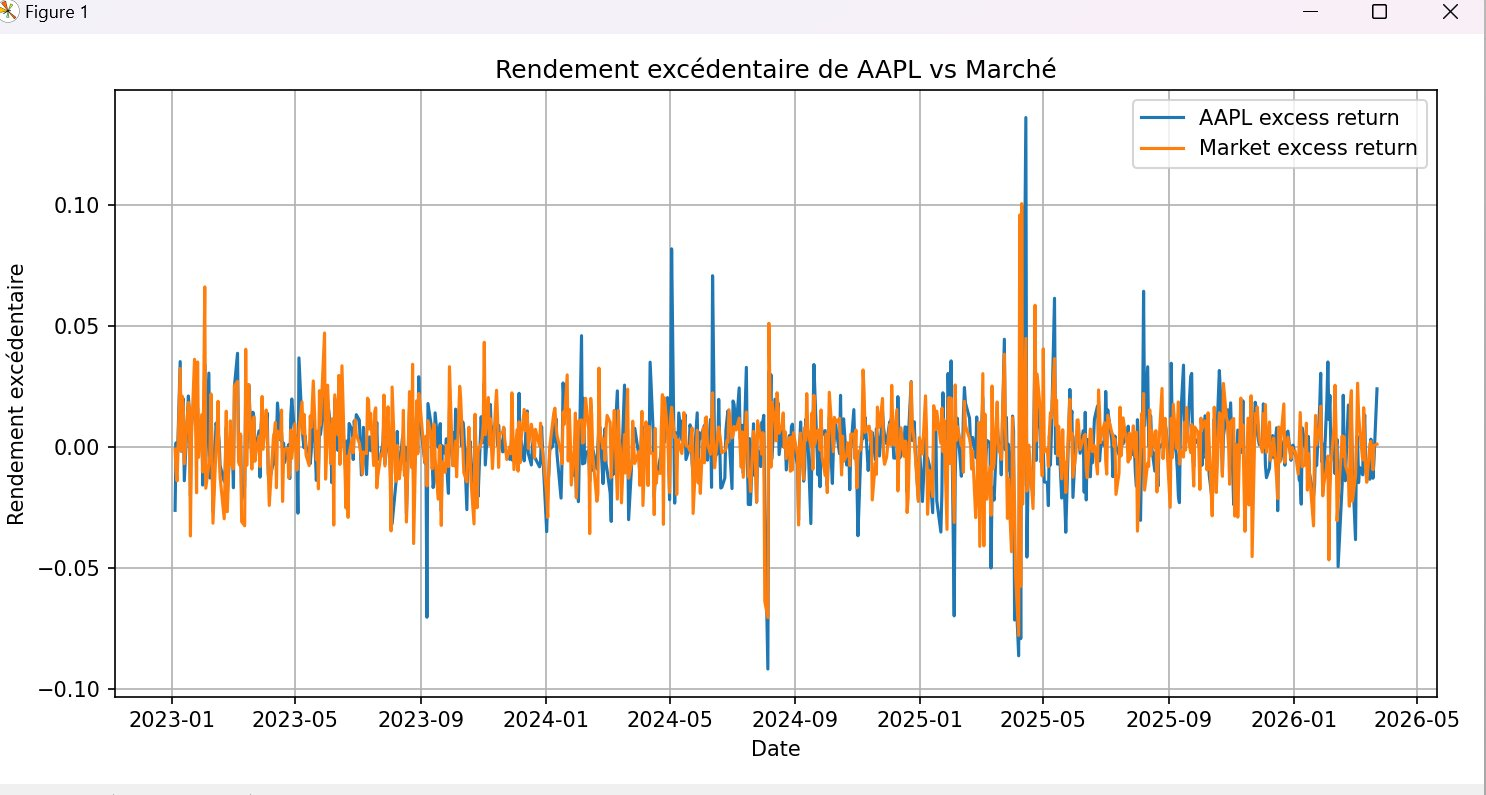 Figure 1
Rendement excédentaire de AAPL vs Marché
AAPL excess return
Market excess return
Rendement excédentaire
0.10
0.05
0.00
−0.05
−0.10
2023-01 2023-05 2023-09 2024-01 2024-05 2024-09 2025-01 2025-05 2025-09 2026-01 2026-05
Date